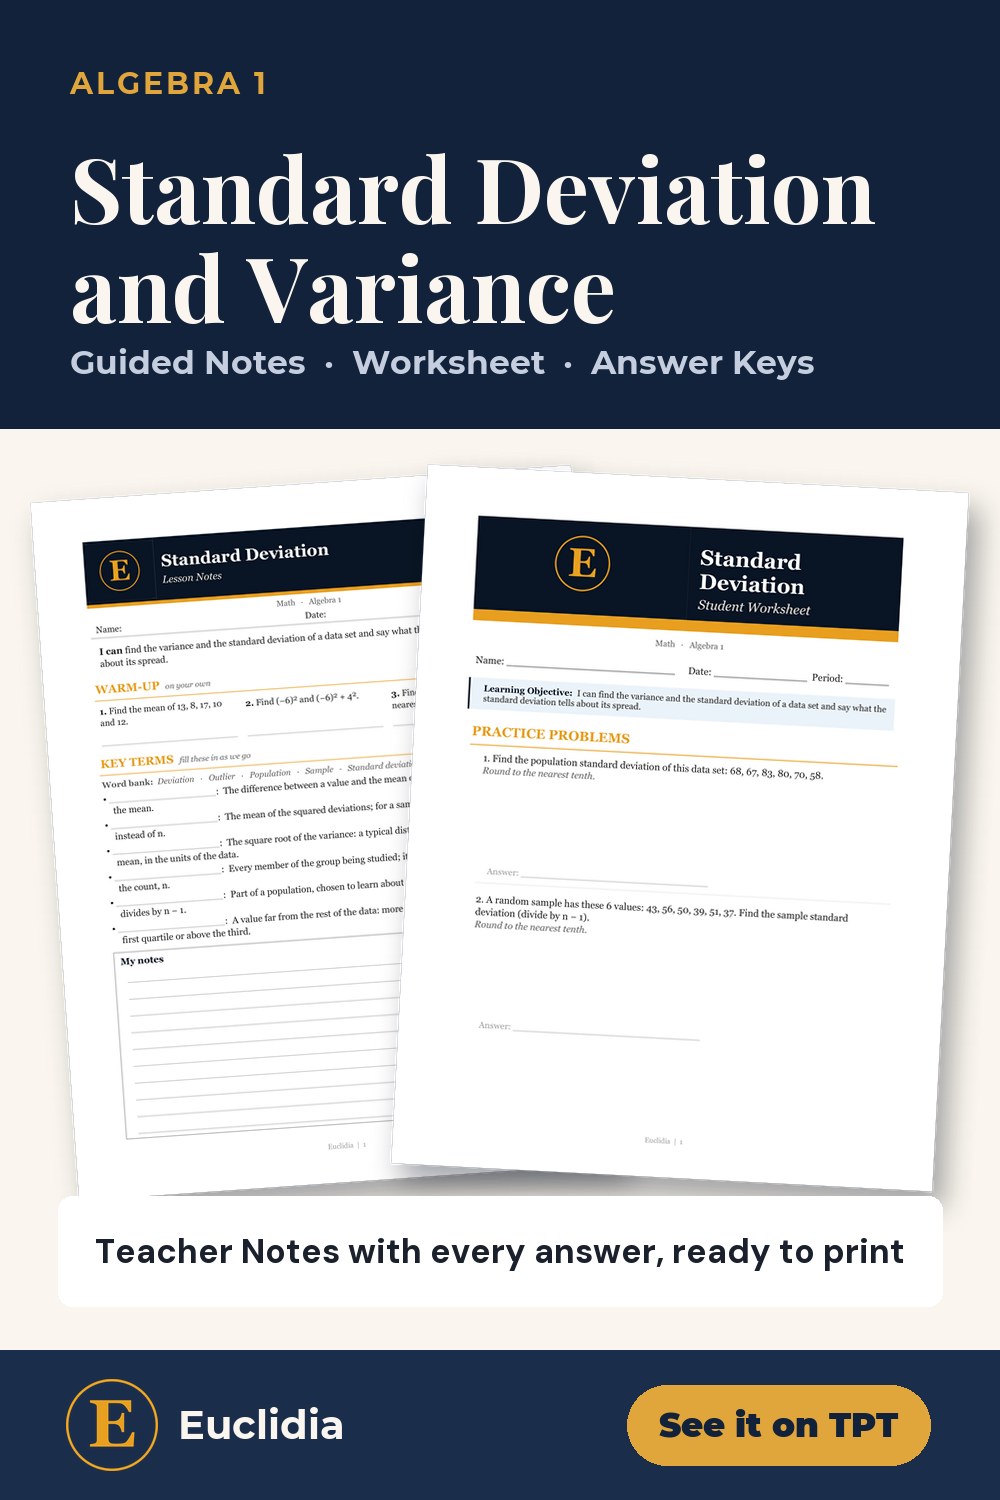 ALGEBRA 1
Standard Deviation
and Variance
Guided Notes · Worksheet · Answer Keys
E
Standard Deviation
Lesson Notes
Math · Algebra 1
Name:
Date:
I can find the variance and the standard deviation of a data set and say what
about its spread.
WARM-UP on your own
1. Find the mean of 13, 8, 17, 10
and 12.
2. Find (−6)² and (−6)² + 4².
3.
KEY TERMS fill these in as we go
Word bank: Deviation · Outlier · Population · Sample · Standard
: The difference between a value and the mean
the mean.
: The mean of the squared deviations; for a
instead of n.
: The square root of the variance: a typical
mean, in the units of the data.
: Every member of the group being studied;
the count, n.
: Part of a population, chosen to learn about
divides by n − 1.
: A value far from the rest of the data: more
first quartile or above the third.
My notes
Euclidia | 1
E
Standard
Deviation
Student Worksheet
Math · Algebra 1
Name: Date: Period:
Learning Objective: I can find the variance and the standard deviation of a data set and say what the
standard deviation tells about its spread.
PRACTICE PROBLEMS
1. Find the population standard deviation of this data set: 68, 67, 83, 80, 70, 58.
Round to the nearest tenth.
Answer:
2. A random sample has these 6 values: 43, 56, 50, 39, 51, 37. Find the sample standard
deviation (divide by n − 1).
Round to the nearest tenth.
Answer:
Euclidia | 1
Teacher Notes with every answer, ready to print
E
Euclidia
See it on TPT